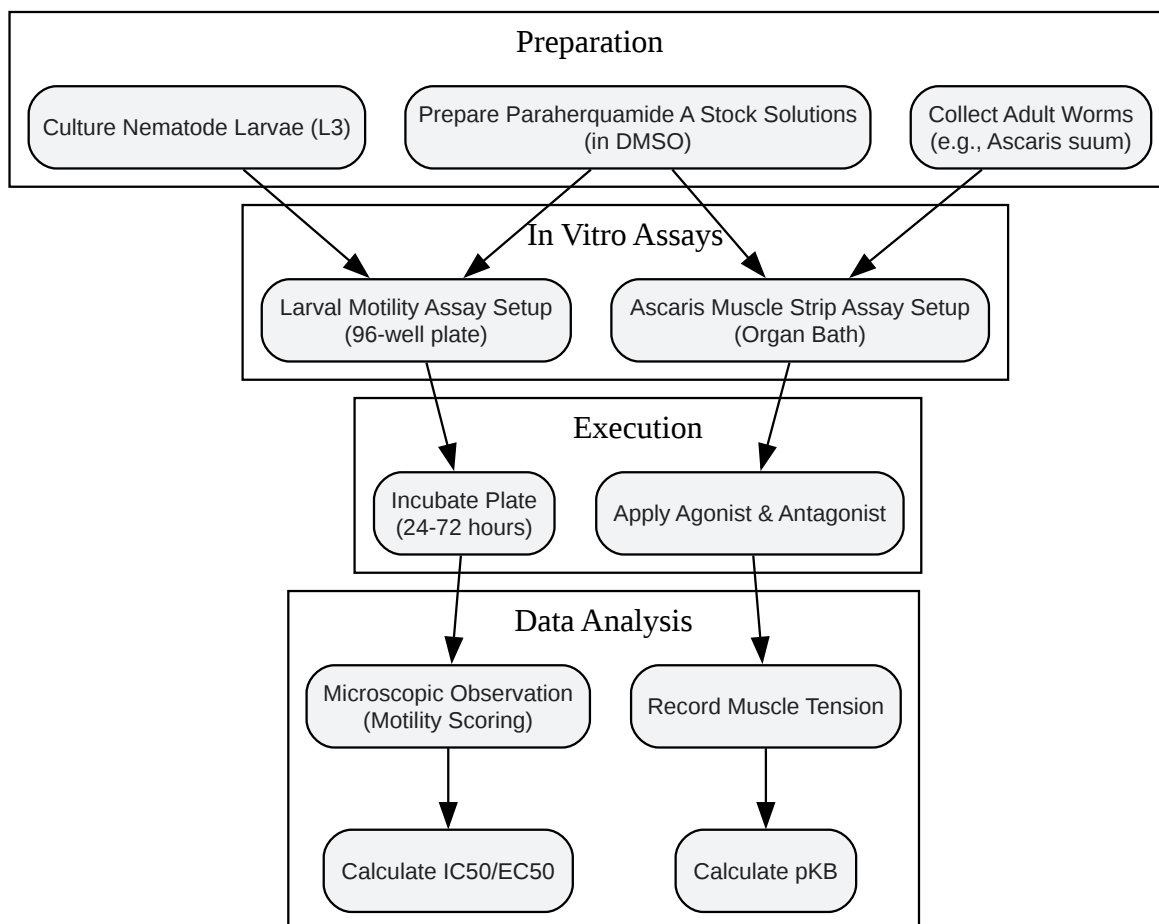 Preparation
Culture Nematode Larvae (L3)
Prepare Paraherquamide A Stock Solutions
(in DMSO)
Collect Adult Worms
(e.g., Ascaris suum)
In Vitro Assays
Larval Motility Assay Setup
(96-well plate)
Ascaris Muscle Strip Assay Setup
(Organ Bath)
Execution
Incubate Plate
(24-72 hours)
Apply Agonist & Antagonist
Data Analysis
Microscopic Observation
(Motility Scoring)
Record Muscle Tension
Calculate IC50/EC50
Calculate pKB